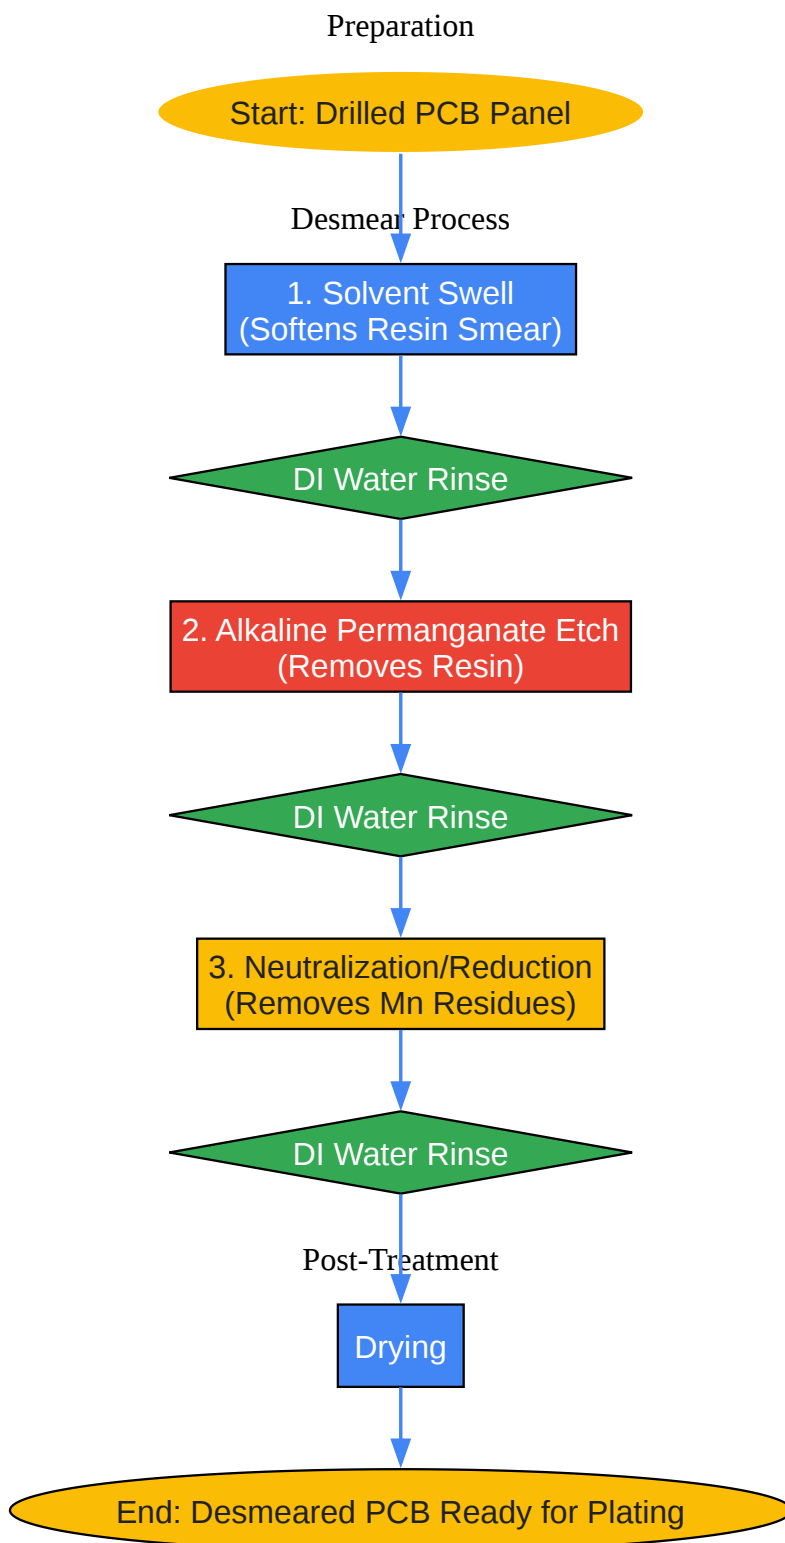 Preparation
Start: Drilled PCB Panel
Desmear Process
1. Solvent Swell
(Softens Resin Smear)
DI Water Rinse
2. Alkaline Permanganate Etch
(Removes Resin)
DI Water Rinse
3. Neutralization/Reduction
(Removes Mn Residues)
DI Water Rinse
Post-Treatment
Drying
End: Desmeared PCB Ready for Plating